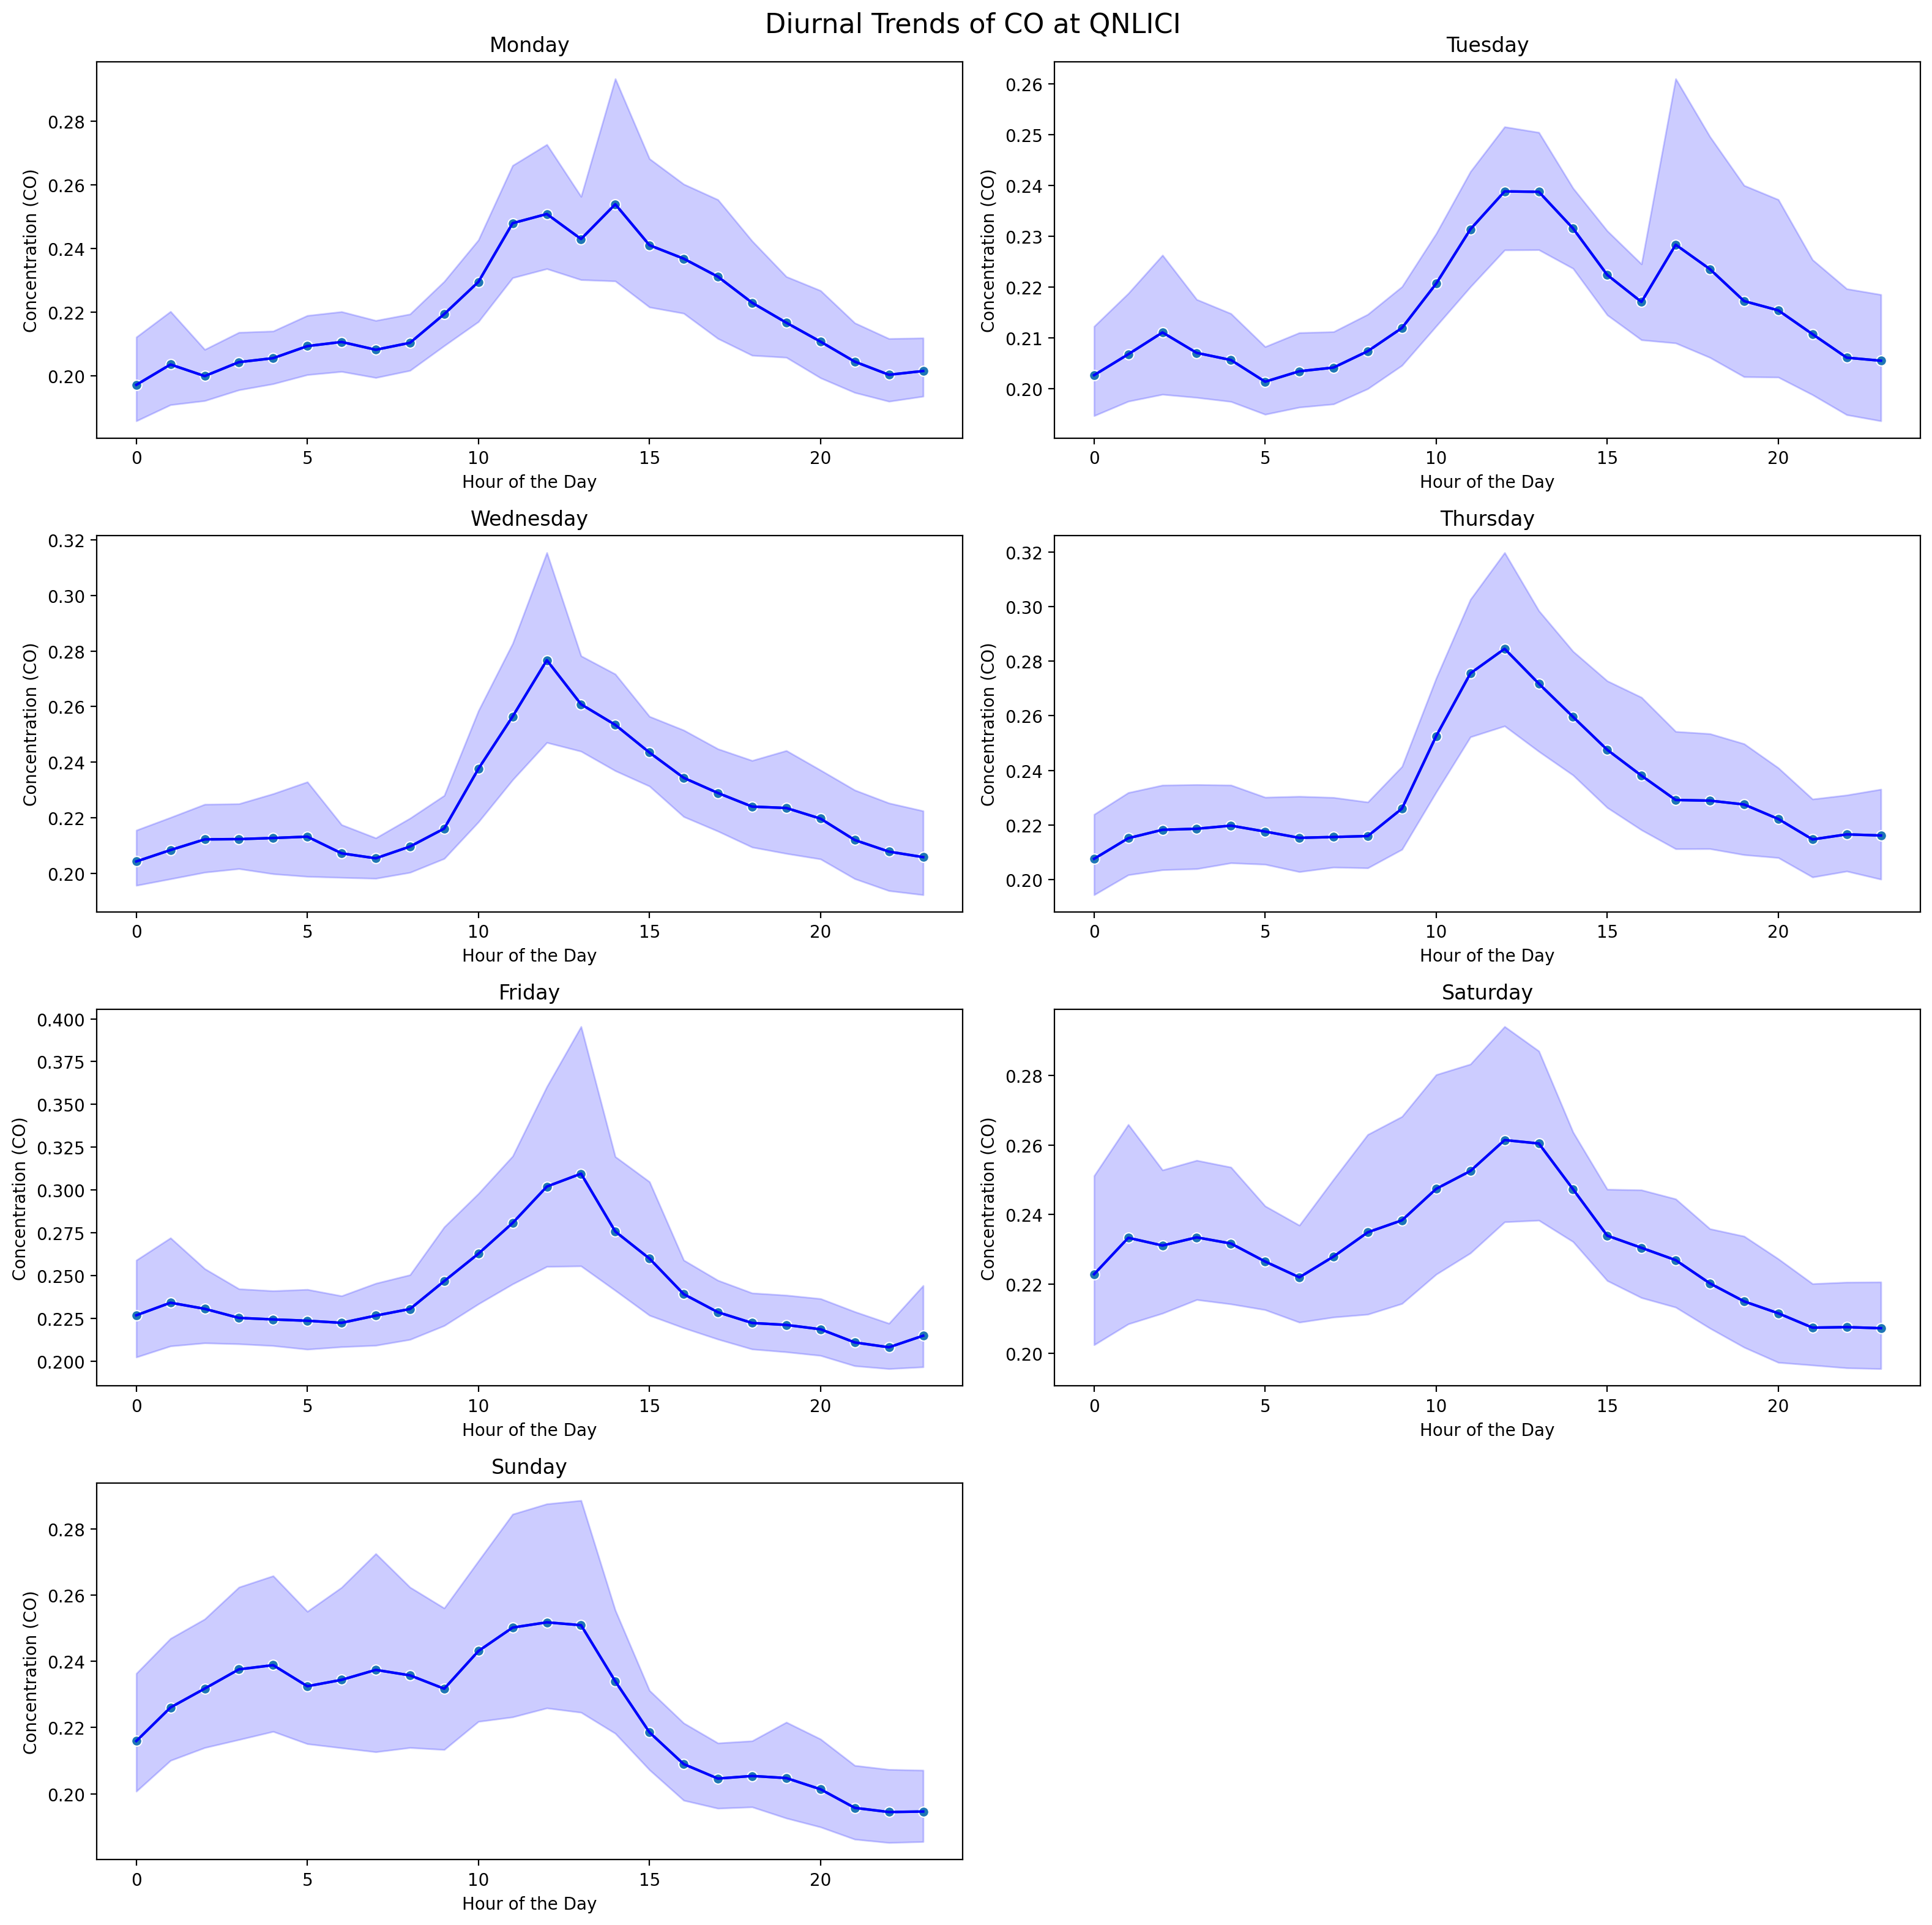 Diurnal Trends of CO at QNLICI
Monday
Concentration (CO)
0.28
0.26
0.24
0.22
0.20
0 5 10 15 20
Hour of the Day
Tuesday
Concentration (CO)
0.26
0.25
0.24
0.23
0.22
0.21
0.20
0 5 10 15 20
Hour of the Day
Wednesday
Concentration (CO)
0.32
0.30
0.28
0.26
0.24
0.22
0.20
0 5 10 15 20
Hour of the Day
Thursday
Concentration (CO)
0.32
0.30
0.28
0.26
0.24
0.22
0.20
0 5 10 15 20
Hour of the Day
Friday
Concentration (CO)
0.400
0.375
0.350
0.325
0.300
0.275
0.250
0.225
0.200
0 5 10 15 20
Hour of the Day
Saturday
Concentration (CO)
0.28
0.26
0.24
0.22
0.20
0 5 10 15 20
Hour of the Day
Sunday
Concentration (CO)
0.28
0.26
0.24
0.22
0.20
0 5 10 15 20
Hour of the Day